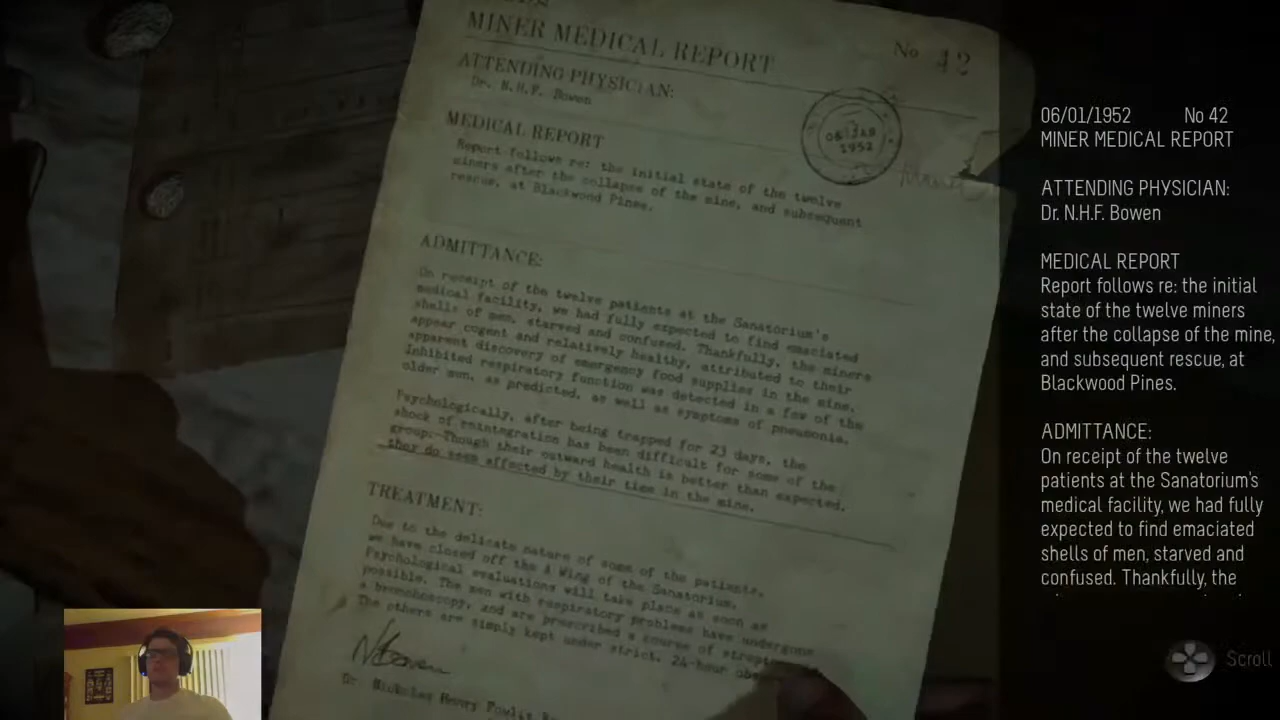 MINER MEDICAL REPORT
No 42
ATTENDING PHYSICIAN:
Dr. N.H.F. Bowen
1952
MEDICAL REPORT
Report follows re: the initial state of the twelve
miners after the collapse of the mine, and subsequent
rescue, at Blackwood Pines.
ADMITTANCE:
On receipt of the twelve patients at the Sanatorium's
medical facility, we had fully expected to find emaciated
shells of men, starved and confused. Thankfully, the miners
appear cogent and relatively healthy, attributed to their
apparent discovery of emergency food supplies in the mine.
Inhibited respiratory function was detected in a few of the
older men, as predicted, as well as symptoms of pneumonia.
Psychologically, after being trapped for 23 days, the
shock of reintegration has been difficult for some of the
group. Though their outward health is better than expected,
they do seem affected by their time in the mine.
TREATMENT:
Due to the delicate nature of some of the patients,
we have closed off the A Wing of the Sanatorium.
Psychological evaluations will take place as soon as
possible. The men with respiratory problems have undergone
a bronchoscopy, and are prescribed a course of
The others are simply kept under strict, 24-hour
Dr Nicholas Henry
06/01/1952 No 42
MINER MEDICAL REPORT
ATTENDING PHYSICIAN:
Dr. N.H.F. Bowen
MEDICAL REPORT
Report follows re: the initial
state of the twelve miners
after the collapse of the mine,
and subsequent rescue, at
Blackwood Pines.
ADMITTANCE:
On receipt of the twelve
patients at the Sanatorium's
medical facility, we had fully
expected to find emaciated
shells of men, starved and
confused. Thankfully, the
Scroll